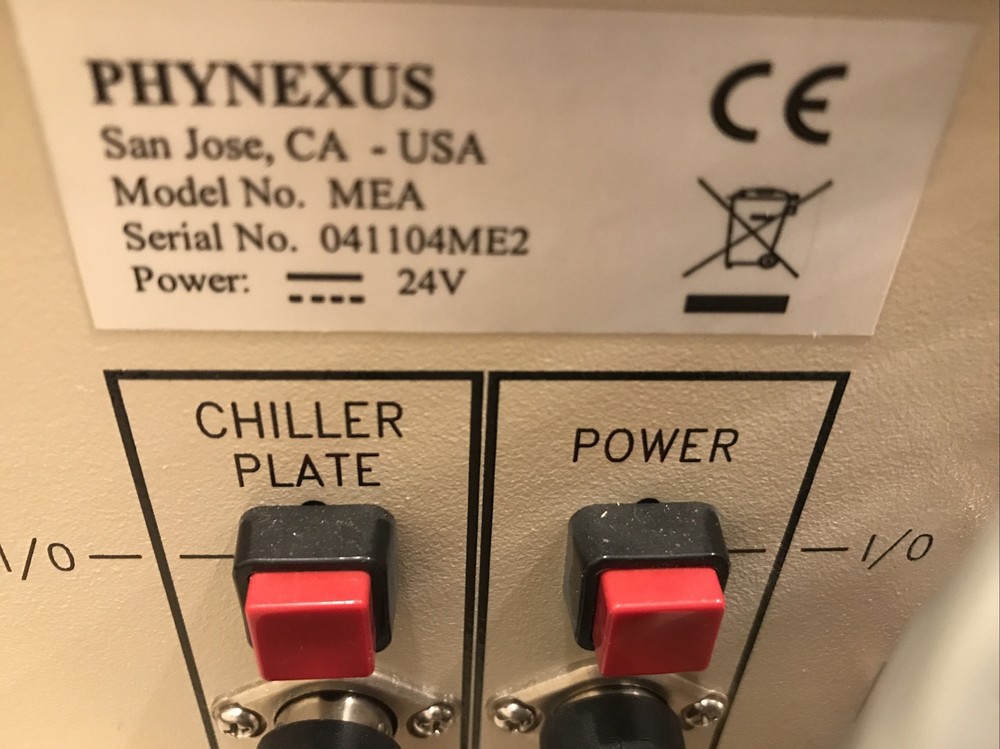 PHYNEXUS
San Jose, CA - USA
Model No. MEA
Serial No. 041104ME2
Power: 24V
CE
CHILLER
PLATE
POWER
I/O
I/O